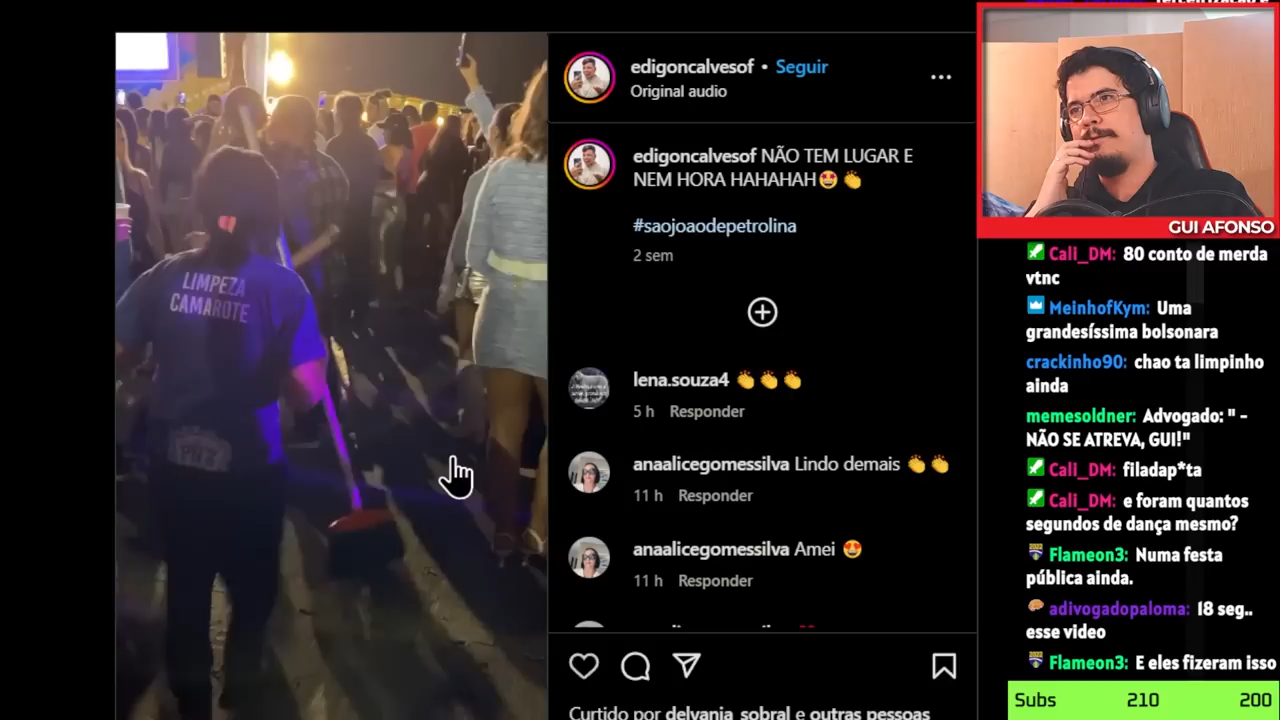 edigoncalvesof • Seguir
Original audio
edigoncalvesof NÃO TEM LUGAR E
NEM HORA HAHAHAH😍👏
#saojoaodepetrolina
2 sem
lena.souza4 👏👏👏
5 h Responder
anaalicegomessilva Lindo demais 👏👏
11 h Responder
anaalicegomessilva Amei 😍
11 h Responder
Curtido por delvania_sobral e outras pessoas
LIMPEZA
CAMAROTE
GUI AFONSO
Cali_DM: 80 conto de merda
vtnc
MeinhofKym: Uma
grandesíssima bolsonara
crackinho90: chao ta limpinho
ainda
memesoldner: Advogado: " -
NÃO SE ATREVA, GUI!"
Cali_DM: filadap*ta
Cali_DM: e foram quantos
segundos de dança mesmo?
Flameon3: Numa festa
pública ainda.
adivogadopaloma: 18 seg..
esse video
Flameon3: E eles fizeram isso
Subs 210 200